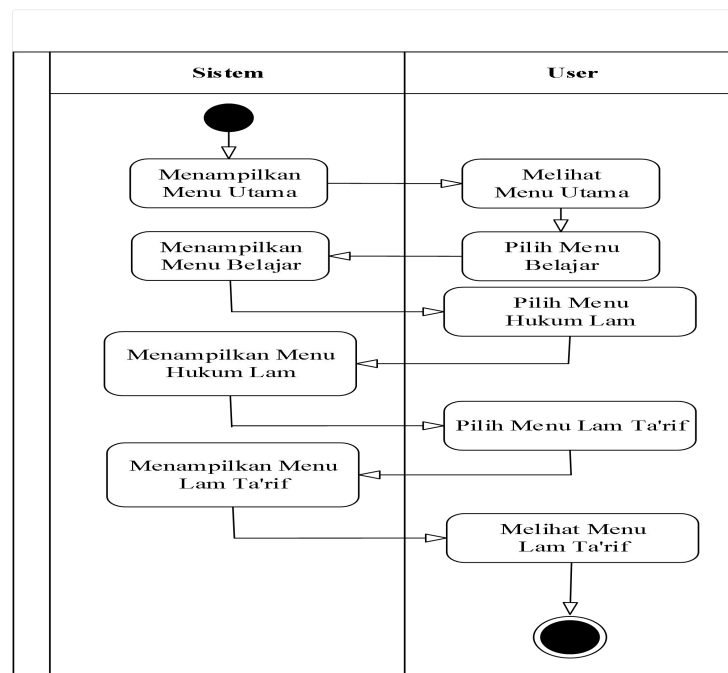 Sistem
User
Menampilkan
Menu Utama
Melihat
Menu Utama
Menampilkan
Menu Belajar
Pilih Menu
Belajar
Pilih Menu
Hukum Lam
Menampilkan Menu
Hukum Lam
Pilih Menu Lam Ta'rif
Menampilkan Menu
Lam Ta'rif
Melihat Menu
Lam Ta'rif